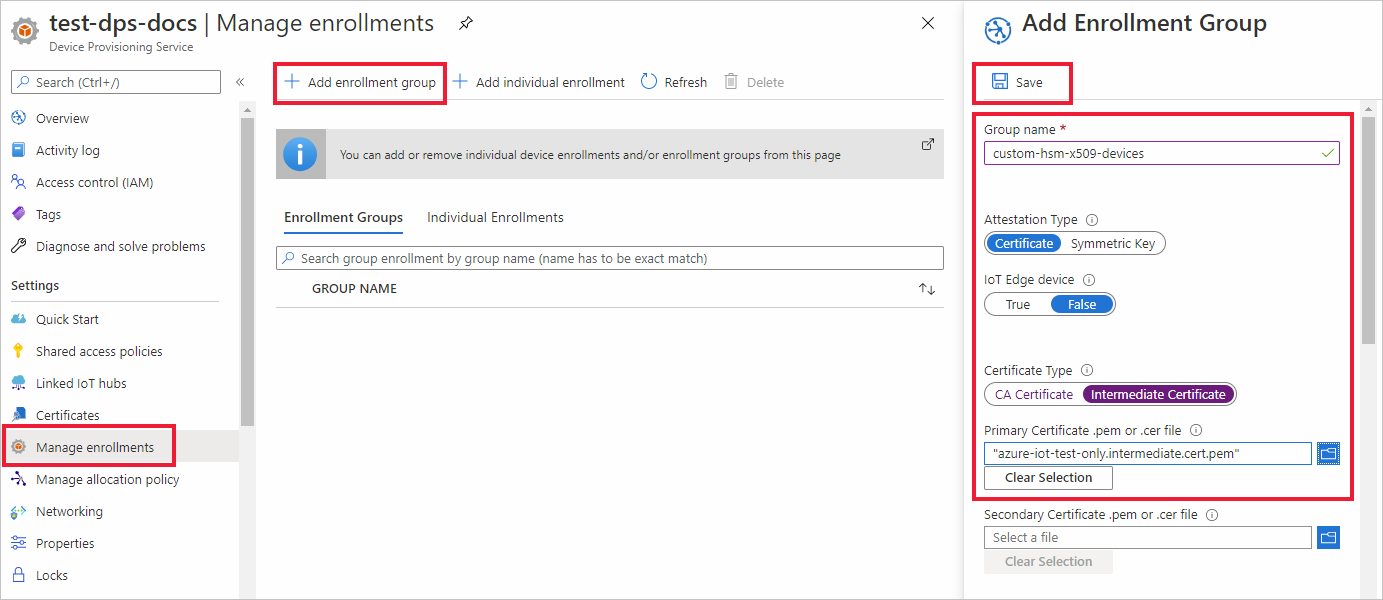 test-dps-docs | Manage enrollments
Device Provisioning Service
Search (Ctrl+/)
«
Overview
Activity log
Access control (IAM)
Tags
Diagnose and solve problems
Settings
Quick Start
Shared access policies
Linked IoT hubs
Certificates
Manage enrollments
Manage allocation policy
Networking
Properties
Locks
Add enrollment group
Add individual enrollment
Refresh
Delete
You can add or remove individual device enrollments and/or enrollment groups from this page
Enrollment Groups
Individual Enrollments
Search group enrollment by group name (name has to be exact match)
GROUP NAME
Add Enrollment Group
Save
Group name *
custom-hsm-x509-devices
Attestation Type
Certificate Symmetric Key
IoT Edge device
True False
Certificate Type
CA Certificate Intermediate Certificate
Primary Certificate .pem or .cer file
"azure-iot-test-only.intermediate.cert.pem"
Clear Selection
Secondary Certificate .pem or .cer file
Select a file
Clear Selection